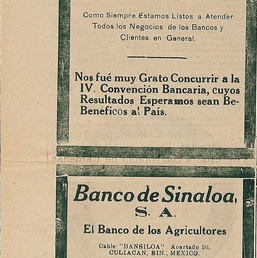 Como Siempre Estamos Listos a Atender
Todos los Negocios de los Bancos y
Clientes en General.
Nos fué muy Grato Concurrir a la
IV. Convención Bancaria, cuyos
Resultados Esperamos sean Be-
Benéficos al País.
Banco de Sinaloa,
S. A.
El Banco de los Agricultores
Cable "BANSILOA" Apartado 50,
CULIACAN, SIN., MEXICO.